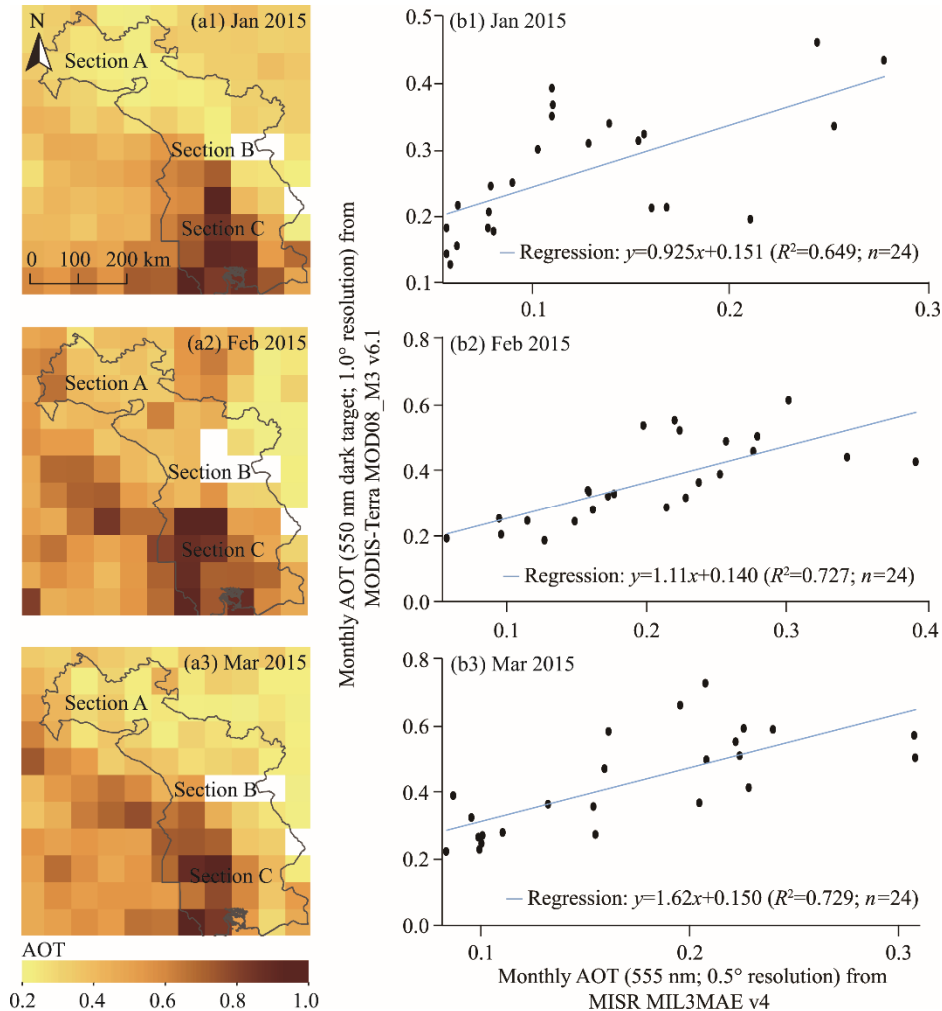 (a1) Jan 2015
N
Section A
Section B
Section C
0 100 200 km
(a2) Feb 2015
Section A
Section B
Section C
(a3) Mar 2015
Section A
Section B
Section C
AOT
0.2 0.4 0.6 0.8 1.0
Monthly AOT (550 nm dark target; 1.0° resolution) from
MODIS-Terra MOD08_M3 v6.1
(b1) Jan 2015
0.5
0.4
0.3
0.2
0.1
Regression: y=0.925x+0.151 (R²=0.649; n=24)
0.1 0.2 0.3
(b2) Feb 2015
0.8
0.6
0.4
0.2
0.0
Regression: y=1.11x+0.140 (R²=0.727; n=24)
0.1 0.2 0.3 0.4
(b3) Mar 2015
0.8
0.6
0.4
0.2
0.0
Regression: y=1.62x+0.150 (R²=0.729; n=24)
0.1 0.2 0.3
Monthly AOT (555 nm; 0.5° resolution) from
MISR MIL3MAE v4